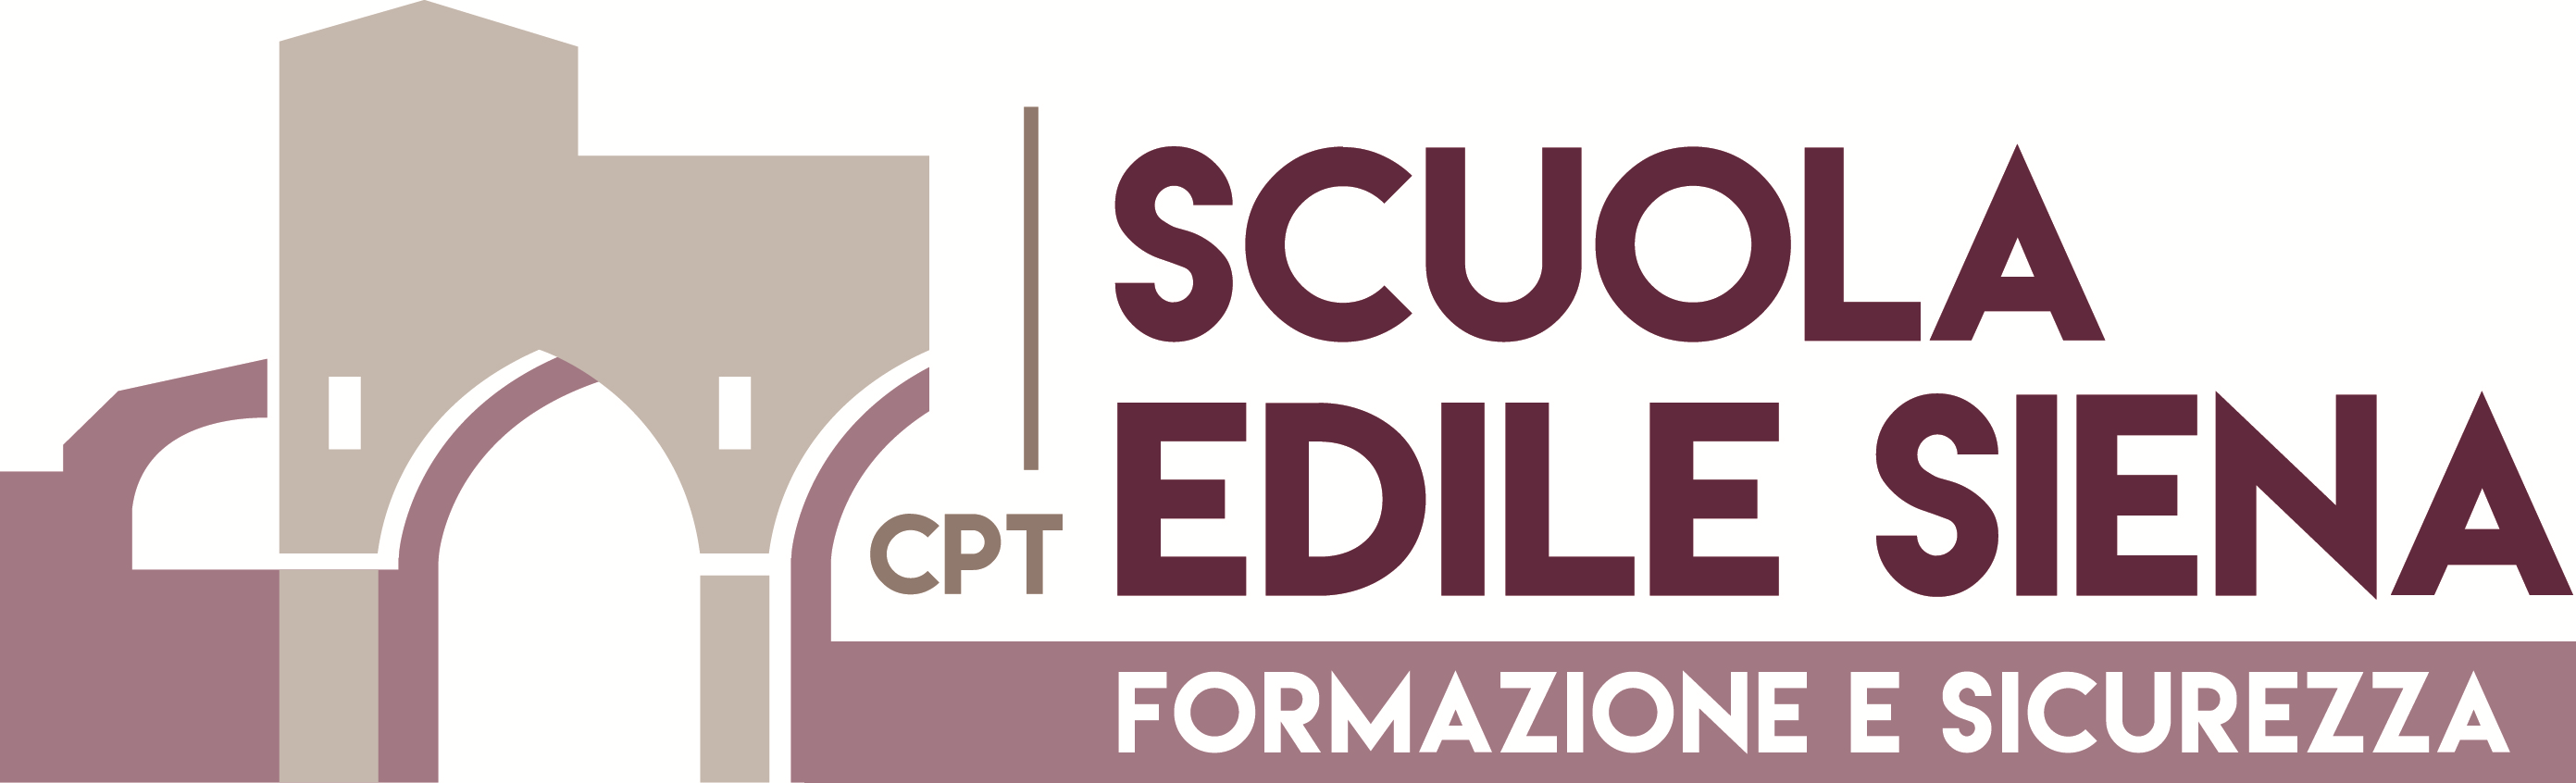 SCUOLA
CPT EDILE SIENA
FORMAZIONE E SICUREZZA